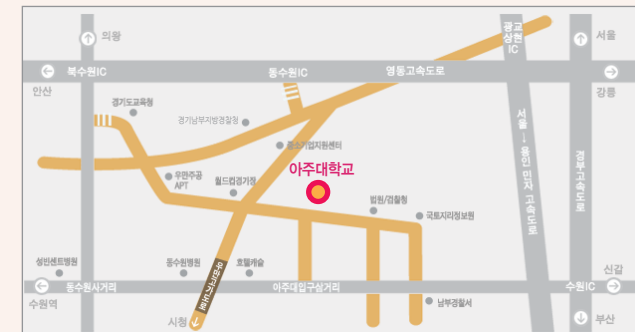 의왕
광교
상현
IC
서울
북수원IC
동수원IC
영동고속도로
안산
강릉
경기도교육청
경기남부지방경찰청
중소기업지원센터
서울 ↔ 용인 민자 고속도로
경부고속도로
아주대학교
우만주공
APT
월드컵경기장
법원/검찰청
국토지리정보원
성빈센트병원
동수원병원
호텔캐슬
신갈
동수원사거리
아주대입구삼거리
수원IC
수원역
남부경찰서
시청
부산